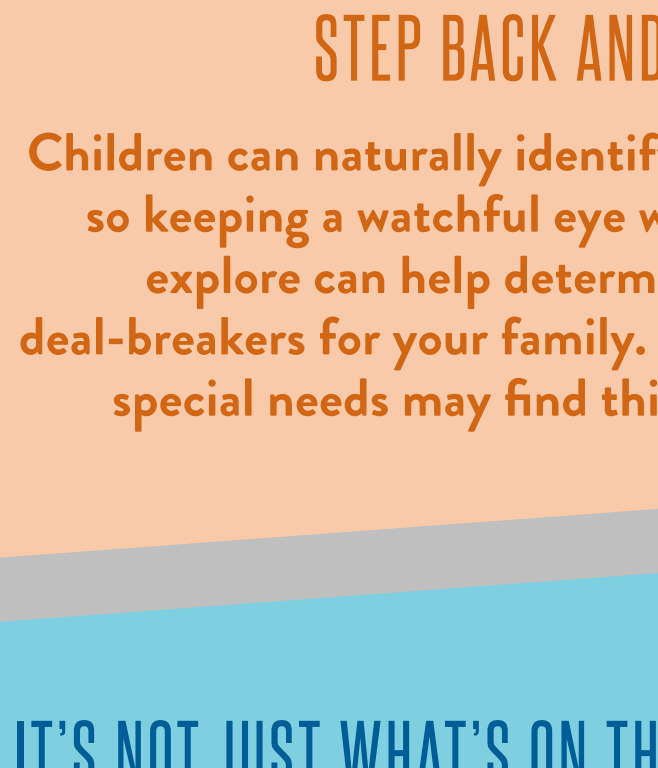 STEP BACK AND
Children can naturally identif
so keeping a watchful eye w
explore can help determ
deal-breakers for your family.
special needs may find thi
IT'S NOT JUST WHAT'S ON TH